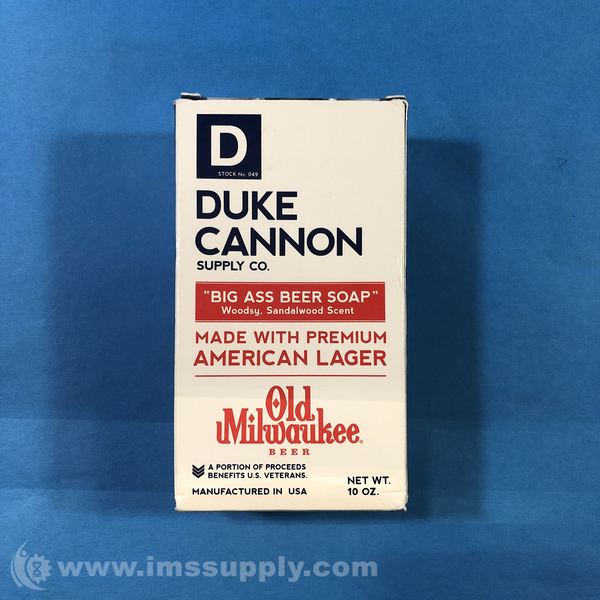 D
STOCK No. 049
DUKE
CANNON
SUPPLY CO.
"BIG ASS BEER SOAP"
Woodsy, Sandalwood Scent
MADE WITH PREMIUM
AMERICAN LAGER
Old
Milwaukee®
BEER
A PORTION OF PROCEEDS
BENEFITS U.S. VETERANS.
MANUFACTURED IN USA
NET WT.
10 OZ.
www.imssupply.com